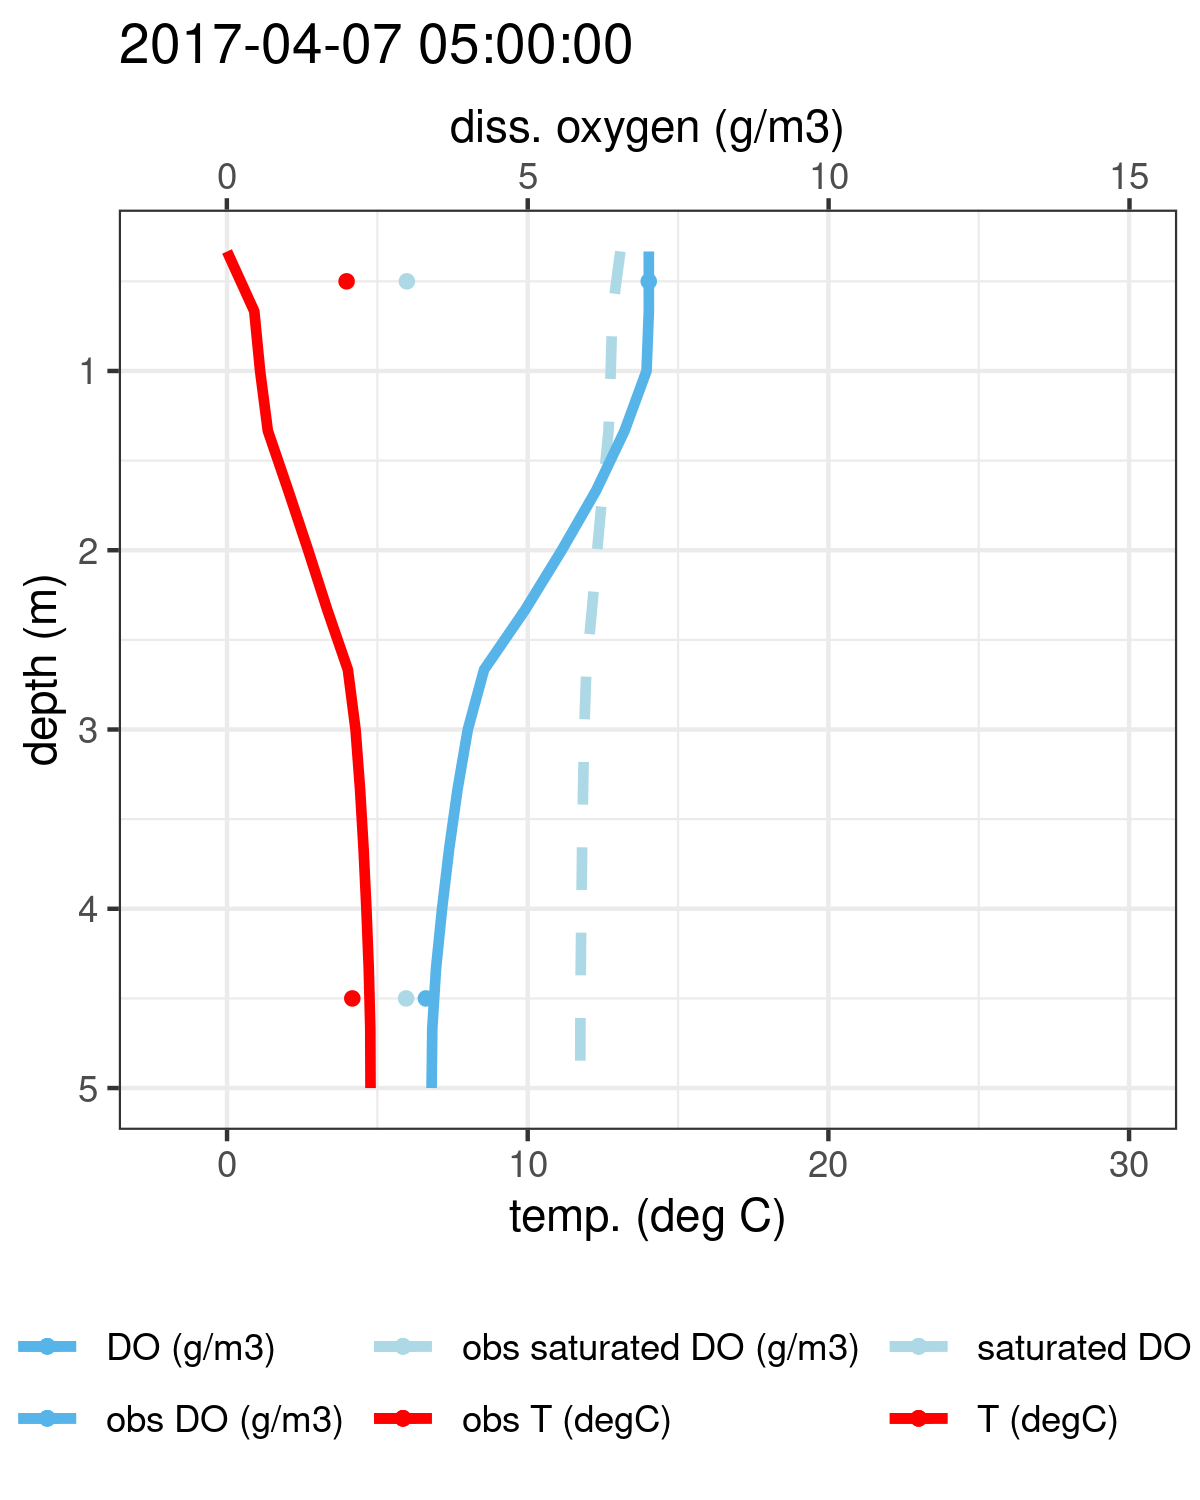 2017-04-07 05:00:00
diss. oxygen (g/m3)
0 5 10 15
depth (m)
1
2
3
4
5
0 10 20 30
temp. (deg C)
DO (g/m3) obs saturated DO (g/m3) saturated DO
obs DO (g/m3) obs T (degC) T (degC)